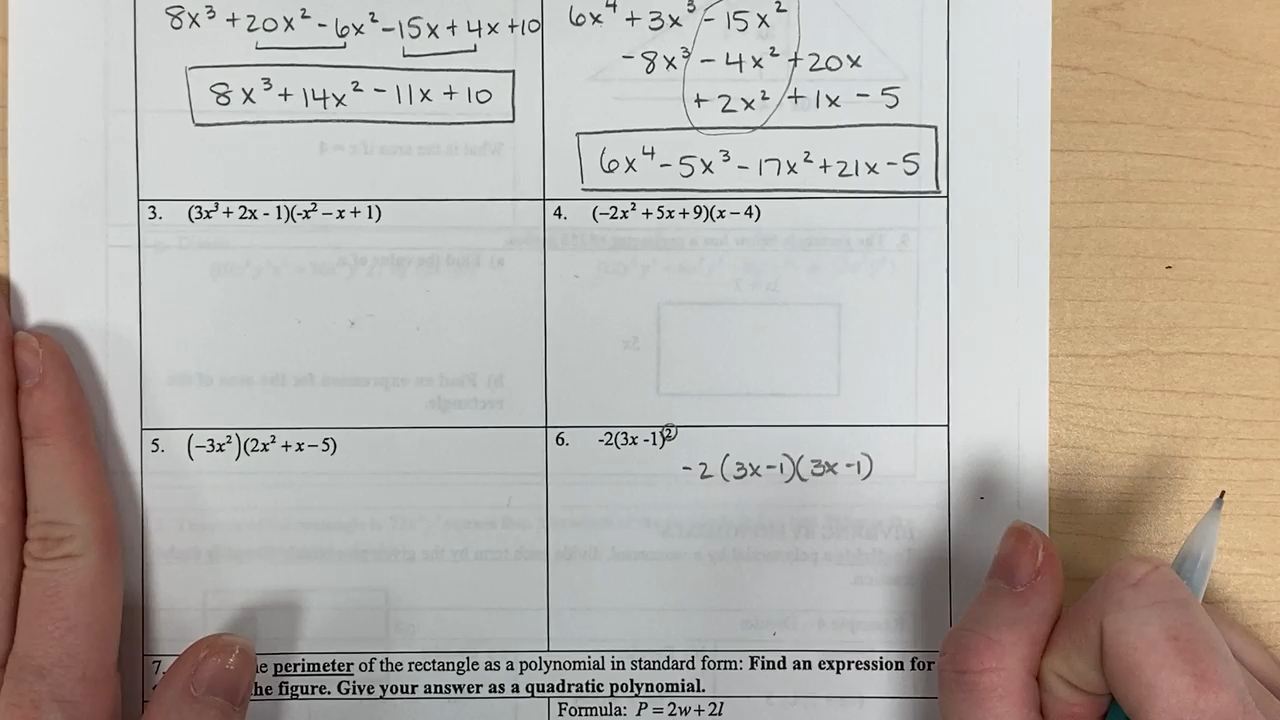 8x³ + 20x² - 6x² - 15x + 4x + 10
8x³ + 14x² - 11x + 10
6x⁴ + 3x³ - 15x²
-8x³ - 4x² + 20x
+ 2x² + 1x - 5
6x⁴ - 5x³ - 17x² + 21x - 5
3. (3x³ + 2x - 1)(-x² – x + 1)
4. (–2x² + 5x + 9)(x – 4)
5. (–3x²)(2x² + x – 5)
6. -2(3x -1)²
-2(3x-1)(3x-1)
7. perimeter of the rectangle as a polynomial in standard form: Find an expression for
the figure. Give your answer as a quadratic polynomial.
Formula: P = 2w + 2l